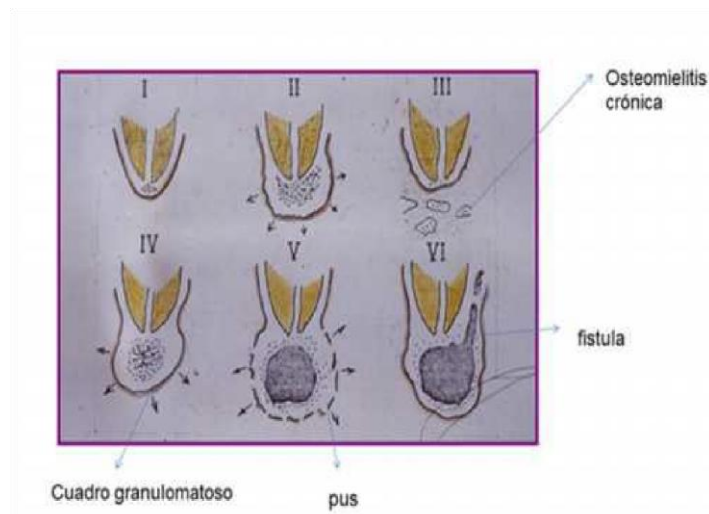 I
II
III
Osteomielitis
crónica
IV
V
VI
fistula
Cuadro granulomatoso
pus